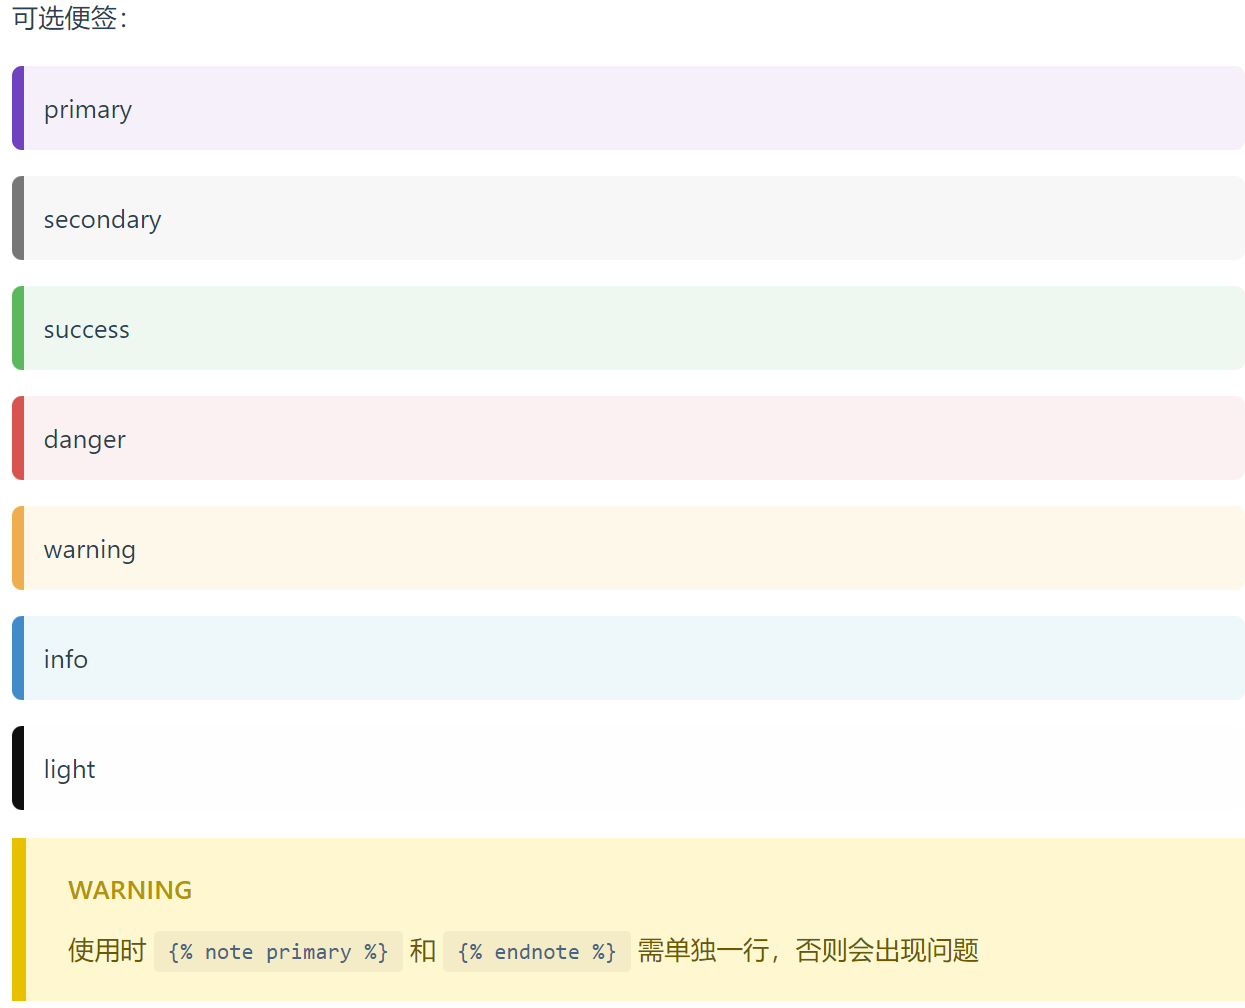 可选便签：
primary
secondary
success
danger
warning
info
light
WARNING
使用时 {% note primary %} 和 {% endnote %} 需单独一行，否则会出现问题